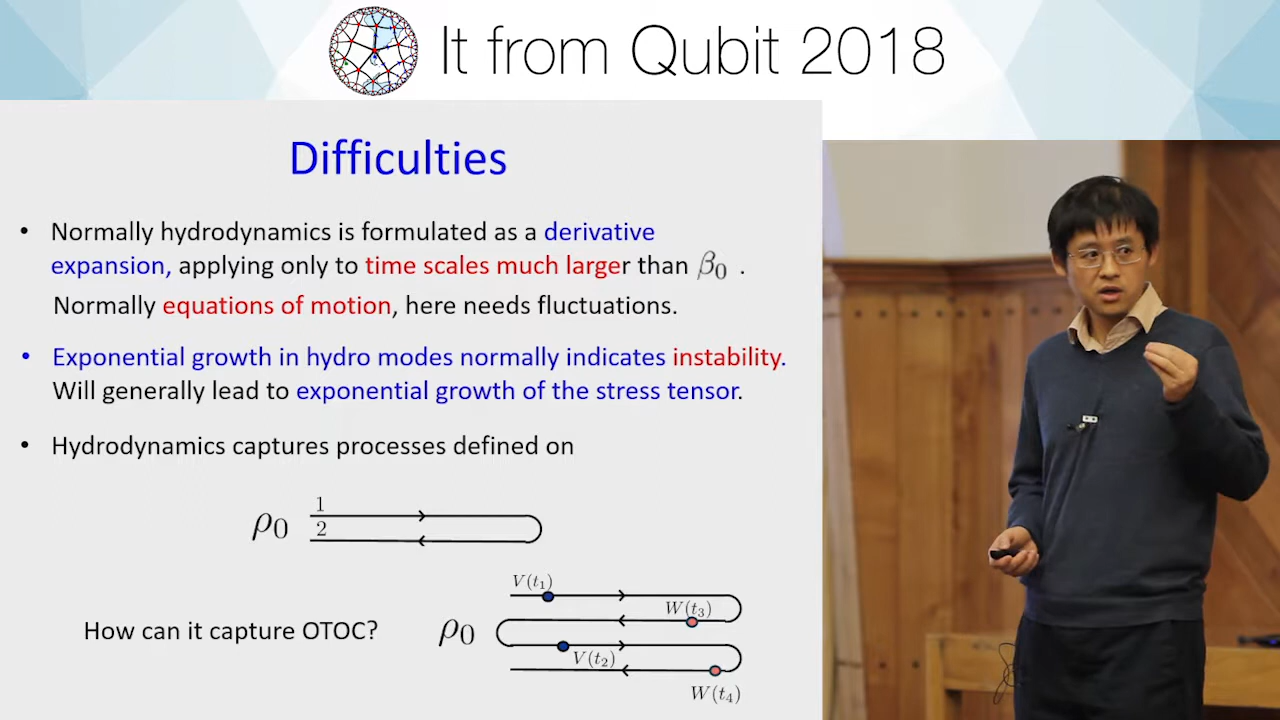 It from Qubit 2018
Difficulties
• Normally hydrodynamics is formulated as a derivative
expansion, applying only to time scales much larger than β₀ .
Normally equations of motion, here needs fluctuations.
• Exponential growth in hydro modes normally indicates instability.
Will generally lead to exponential growth of the stress tensor.
• Hydrodynamics captures processes defined on
ρ₀
1
2
How can it capture OTOC?
ρ₀
V(t₁)
W(t₃)
V(t₂)
W(t₄)